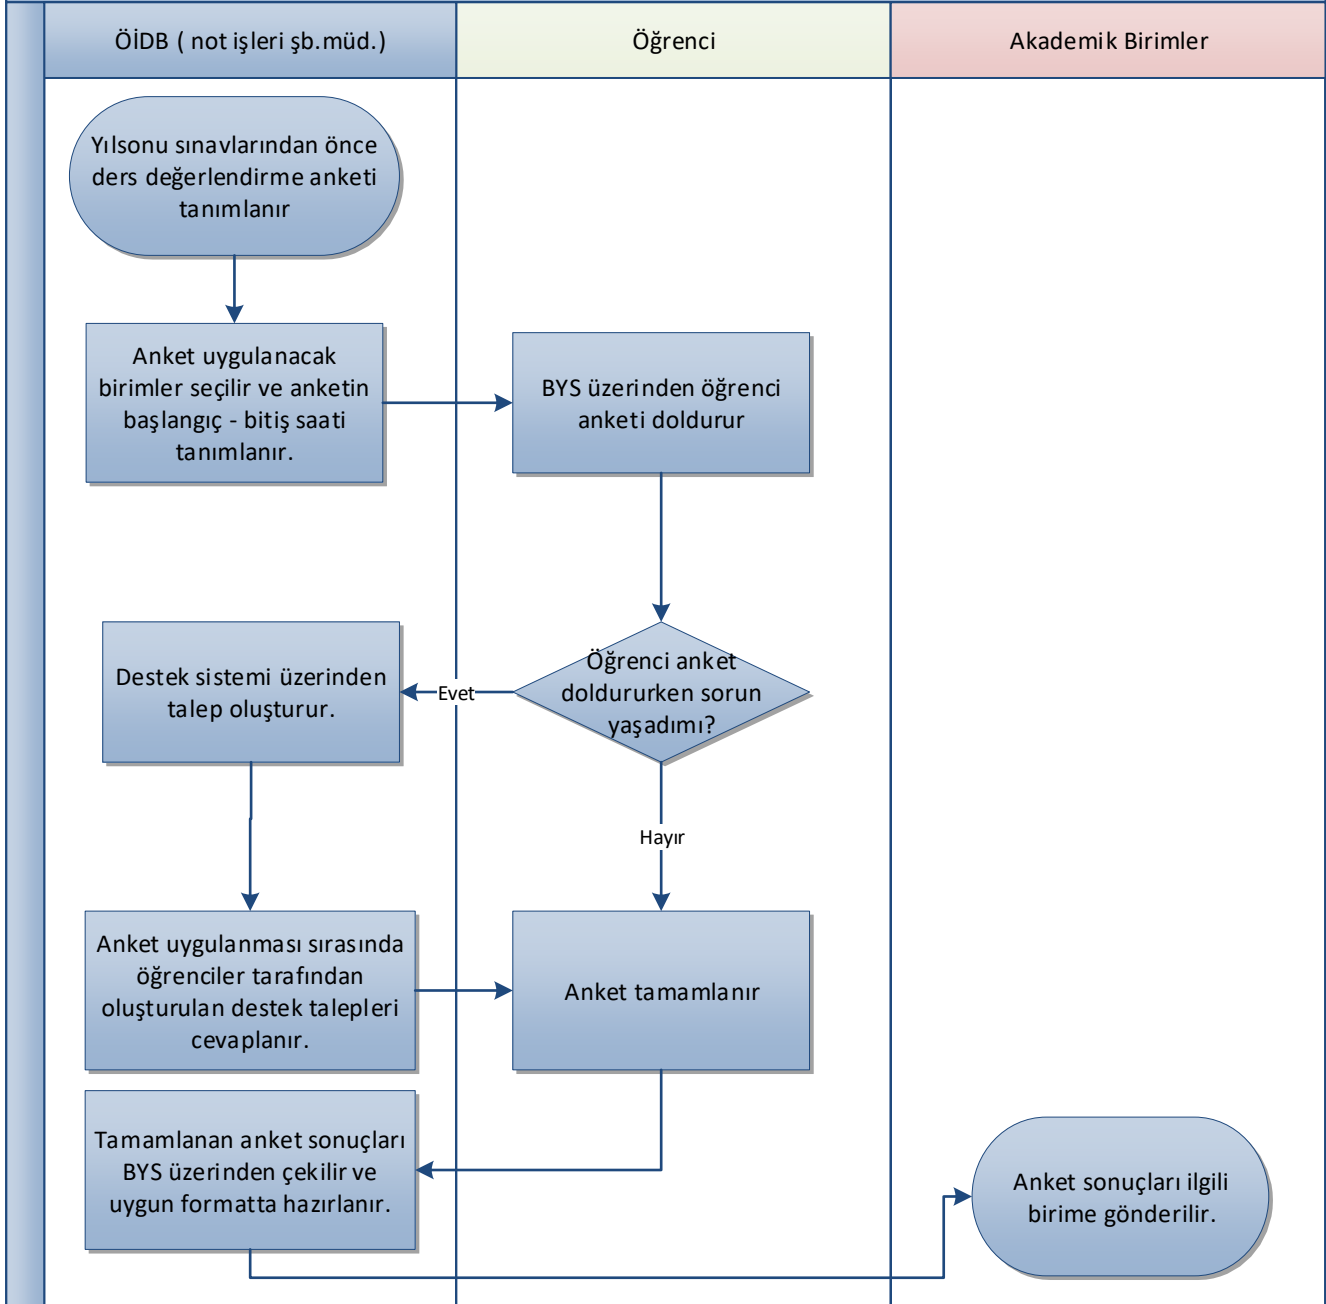 ÖİDB ( not işleri şb.müd.)
Öğrenci
Akademik Birimler
Yılsonu sınavlarından önce
ders değerlendirme anketi
tanımlanır
Anket uygulanacak
birimler seçilir ve anketin
başlangıç - bitiş saati
tanımlanır.
BYS üzerinden öğrenci
anketi doldurur
Öğrenci anket
doldururken sorun
yaşadımı?
Evet
Destek sistemi üzerinden
talep oluşturur.
Hayır
Anket uygulanması sırasında
öğrenciler tarafından
oluşturulan destek talepleri
cevaplanır.
Anket tamamlanır
Tamamlanan anket sonuçları
BYS üzerinden çekilir ve
uygun formatta hazırlanır.
Anket sonuçları ilgili
birime gönderilir.